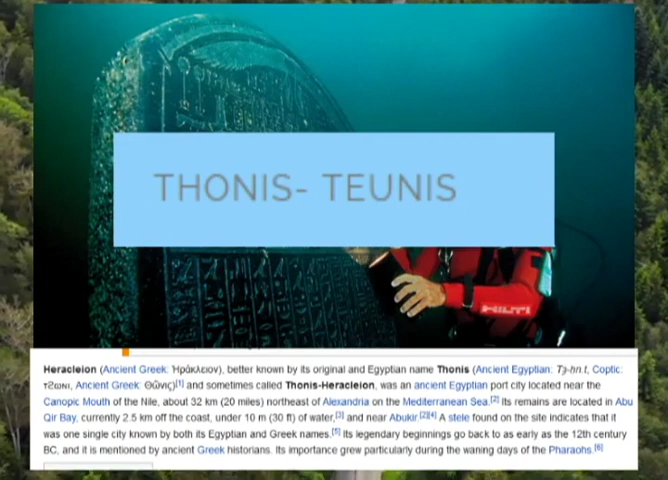 THONIS- TEUNIS
HILTI
Heracleion (Ancient Greek: Ἡράκλειον), better known by its original and Egyptian name Thonis (Ancient Egyptian: Tȝ-ḥn.t, Coptic:
ⲧϩⲱⲛⲓ, Ancient Greek: Θῶνις)[1] and sometimes called Thonis-Heracleion, was an ancient Egyptian port city located near the
Canopic Mouth of the Nile, about 32 km (20 miles) northeast of Alexandria on the Mediterranean Sea.[2] Its remains are located in Abu
Qir Bay, currently 2.5 km off the coast, under 10 m (30 ft) of water,[3] and near Abukir.[2][4] A stele found on the site indicates that it
was one single city known by both its Egyptian and Greek names.[5] Its legendary beginnings go back to as early as the 12th century
BC, and it is mentioned by ancient Greek historians. Its importance grew particularly during the waning days of the Pharaohs.[6]